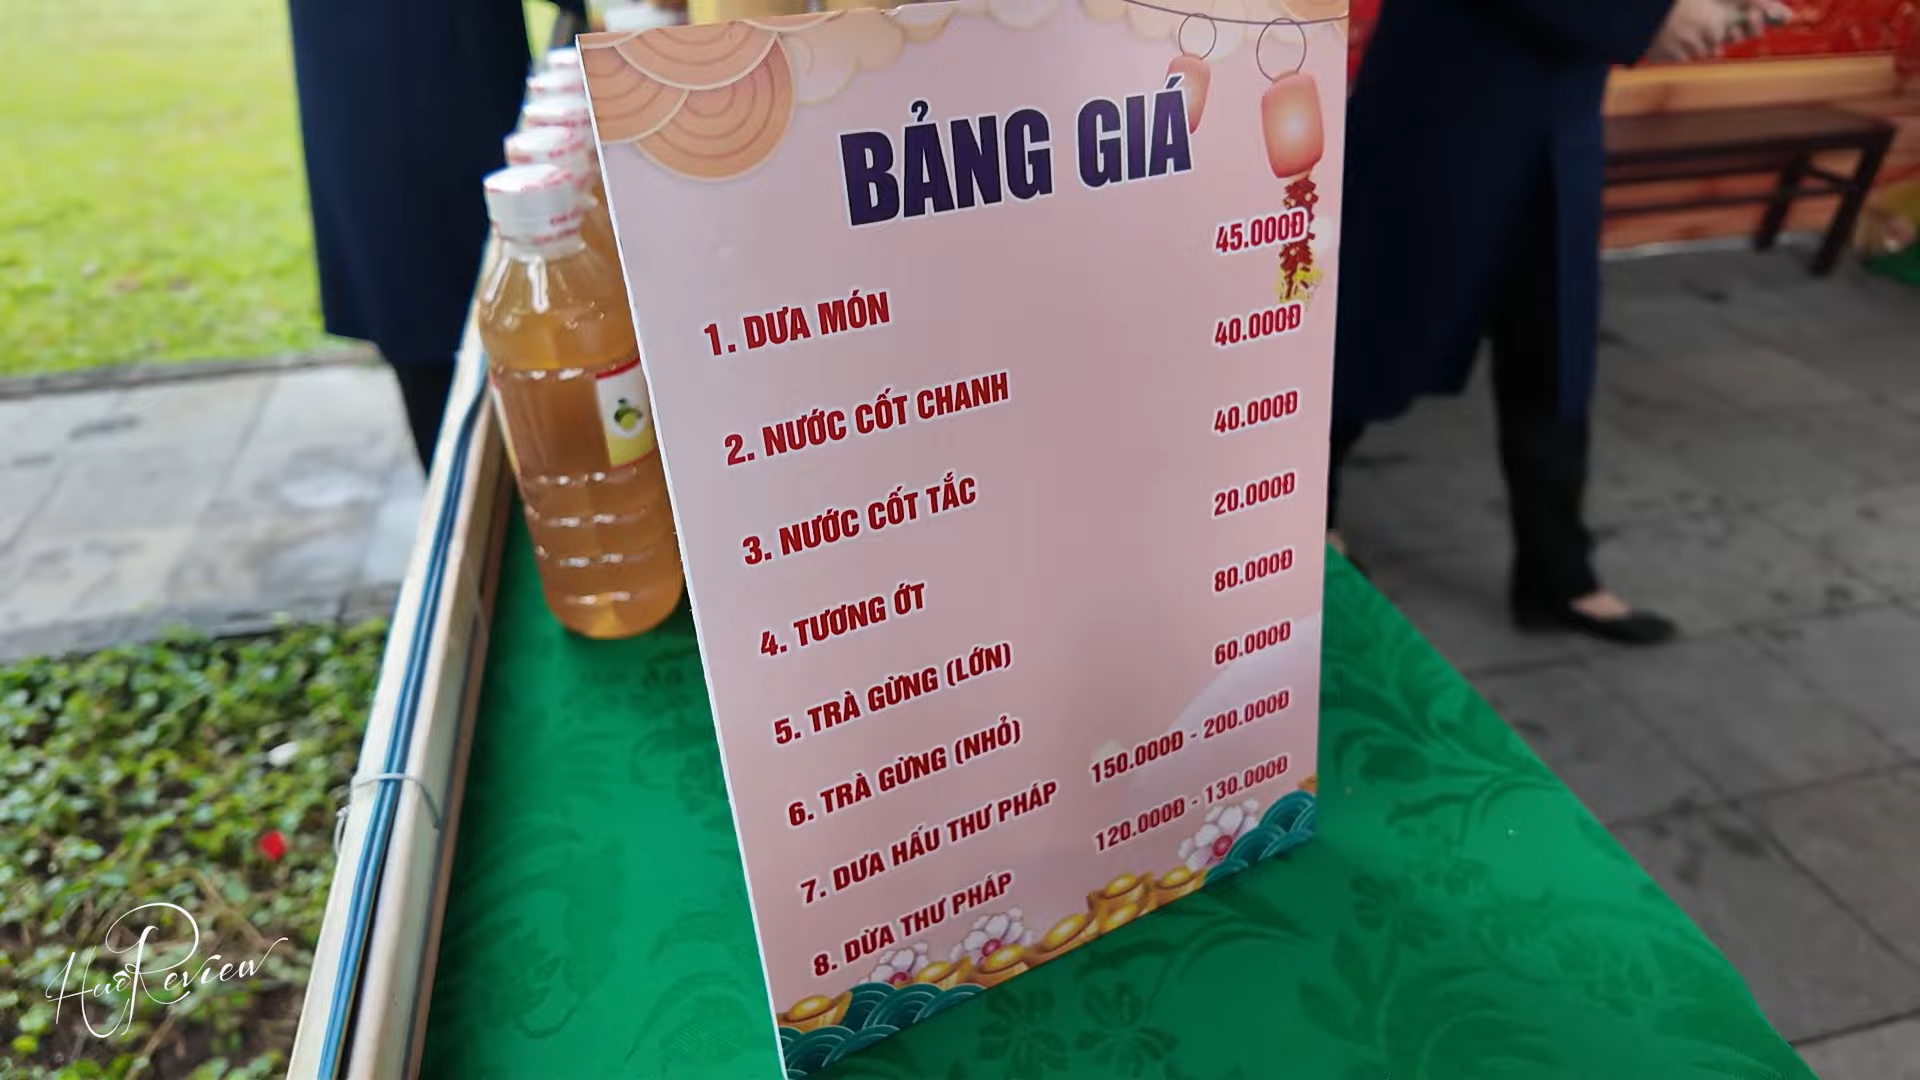 BẢNG GIÁ
1. DƯA MÓN 45.000Đ
2. NƯỚC CỐT CHANH 40.000Đ
3. NƯỚC CỐT TẮC 40.000Đ
4. TƯƠNG ỚT 20.000Đ
5. TRÀ GỪNG (LỚN) 80.000Đ
6. TRÀ GỪNG (NHỎ) 60.000Đ
7. DƯA HẤU THƯ PHÁP 150.000Đ - 200.000Đ
8. DỪA THƯ PHÁP 120.000Đ - 130.000Đ
HuếReview